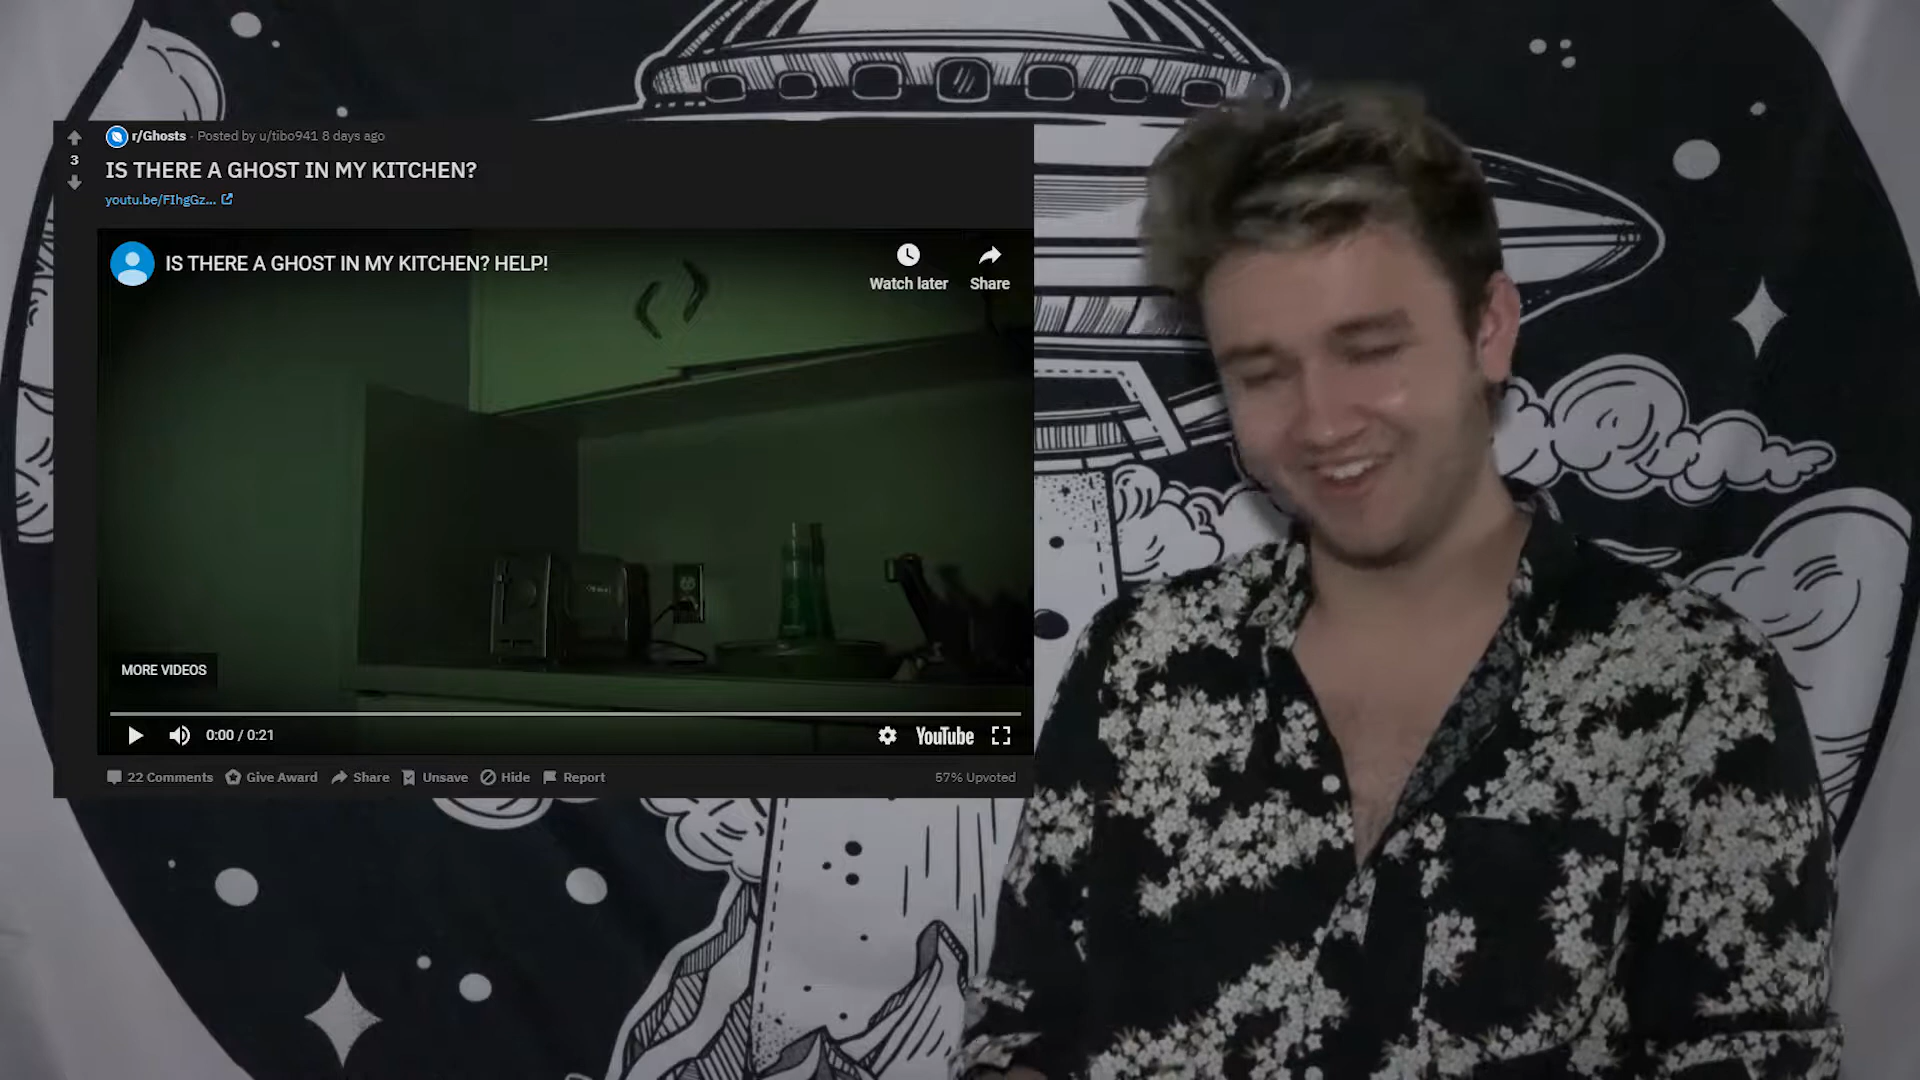 r/Ghosts · Posted by u/tibo941 8 days ago
3
IS THERE A GHOST IN MY KITCHEN?
youtu.be/FIhgGz...
IS THERE A GHOST IN MY KITCHEN? HELP!
Watch later
Share
MORE VIDEOS
0:00 / 0:21
YouTube
22 Comments Give Award Share Unsave Hide Report 57% Upvoted